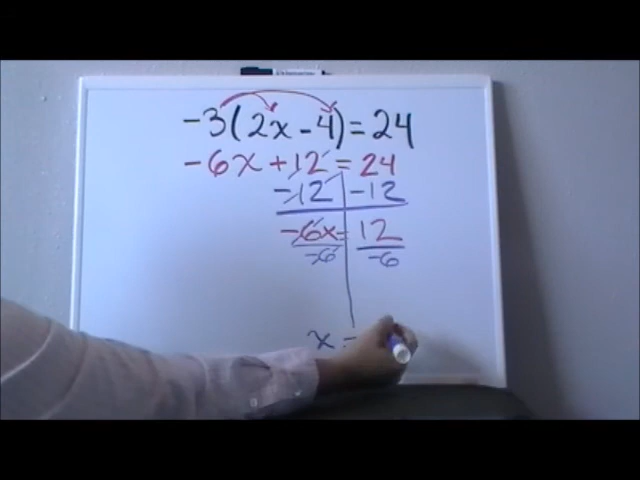 -3(2x - 4) = 24
-6x + 12 = 24
-12 -12
-6x = 12
-6 -6
x =